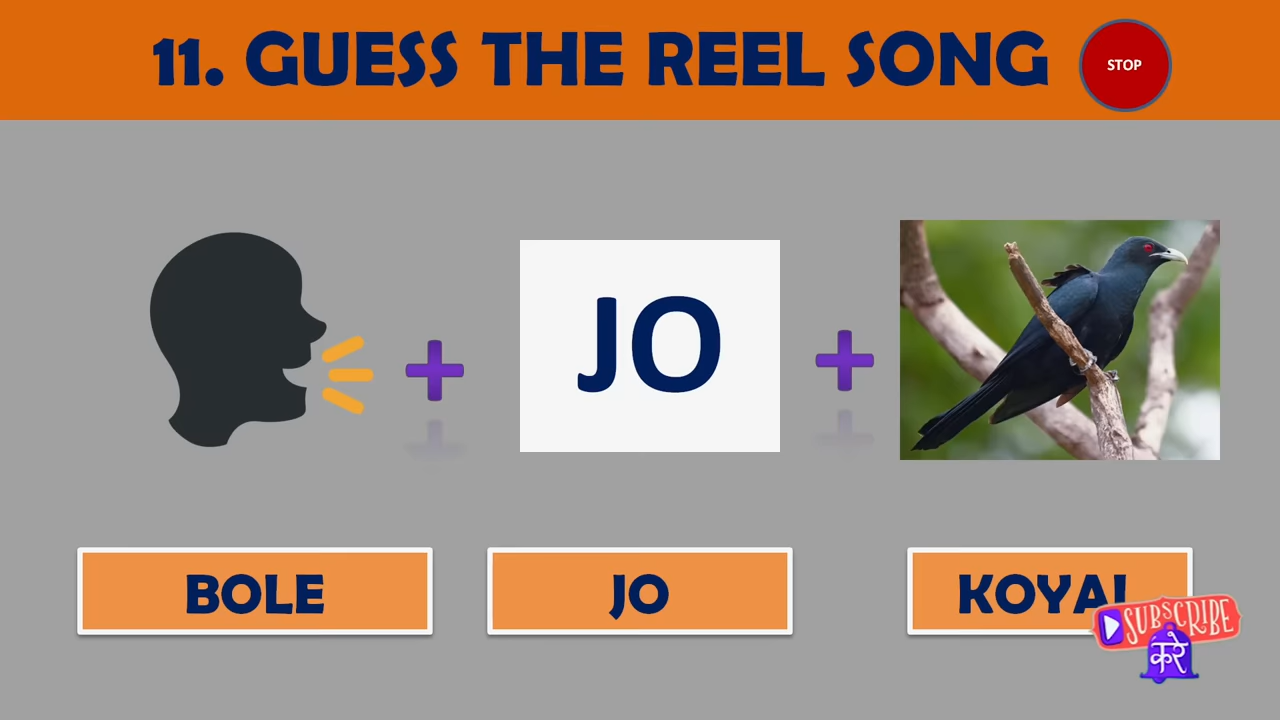 11. GUESS THE REEL SONG
STOP
JO
BOLE
JO
KOYAL
SUBSCRIBE
करे